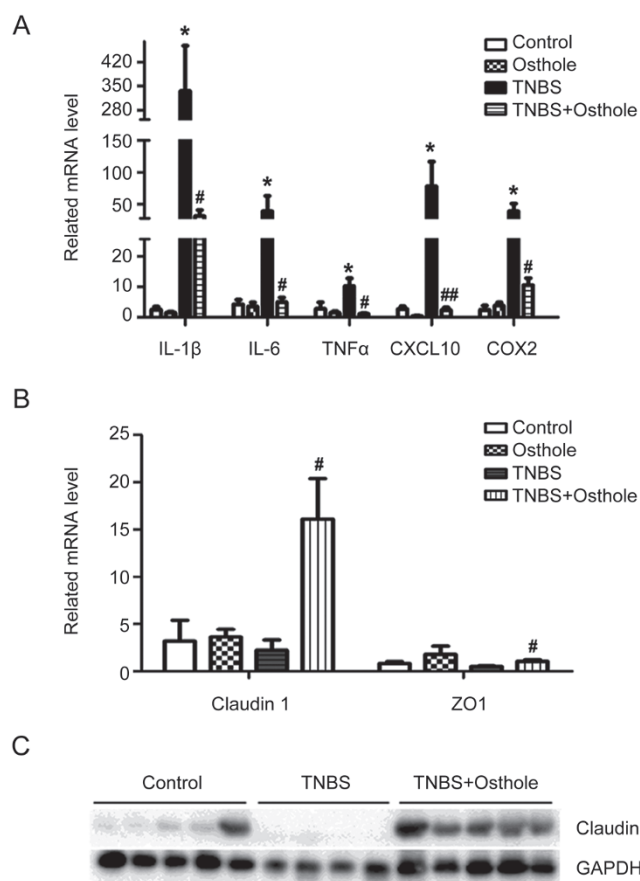 A
Related mRNA level
420
350
280
150
100
50
20
10
0
*
#
*
#
*
#
*
##
*
#
Control
Osthole
TNBS
TNBS+Osthole
IL-1β IL-6 TNFα CXCL10 COX2
B
Related mRNA level
25
20
15
10
5
0
#
#
Control
Osthole
TNBS
TNBS+Osthole
Claudin 1 ZO1
C
Control TNBS TNBS+Osthole
Claudin
GAPDH